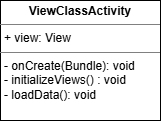 ViewClassActivity
+ view: View
- onCreate(Bundle): void
- initializeViews() : void
- loadData(): void